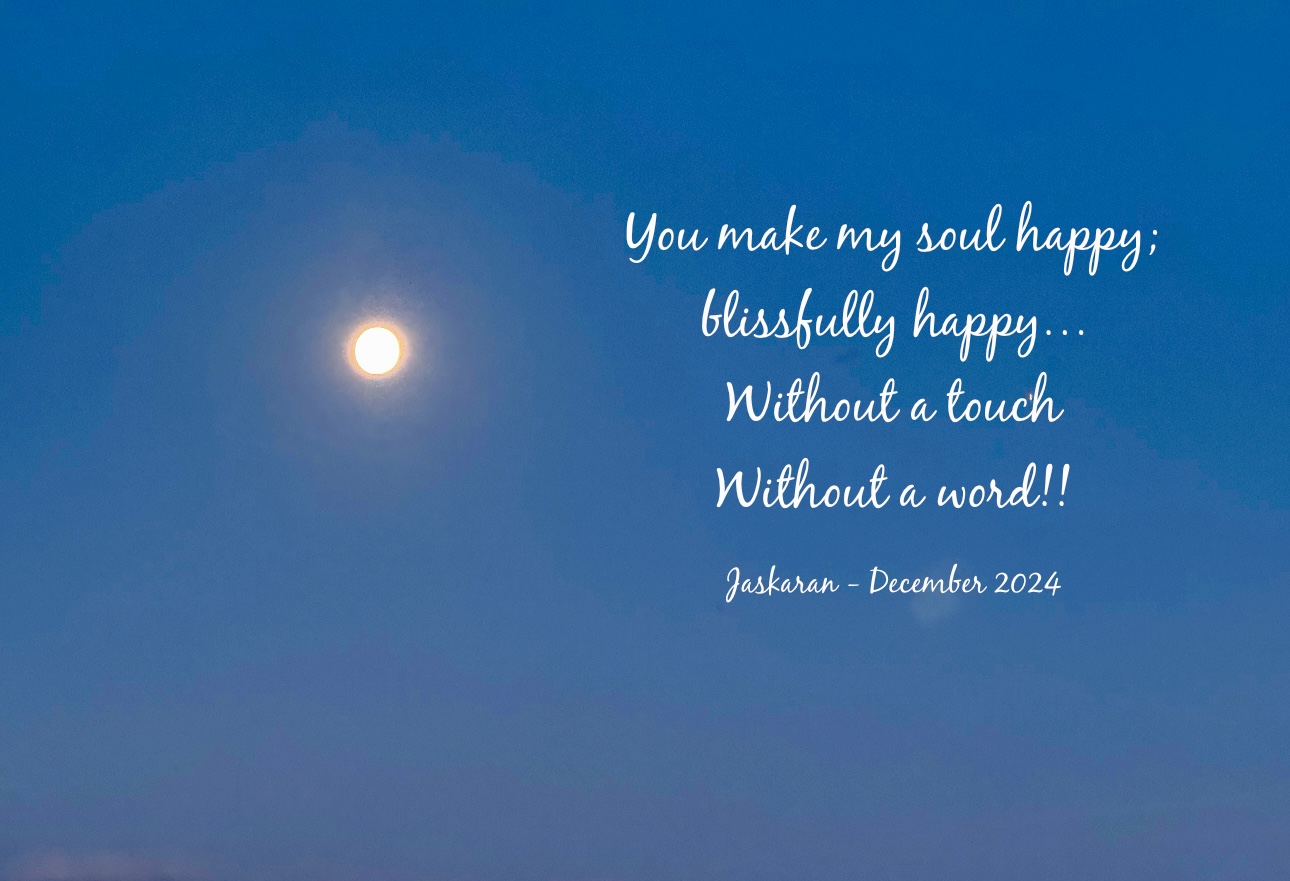 You make my soul happy;
blissfully happy...
Without a touch
Without a word!!
Jaskaran - December 2024